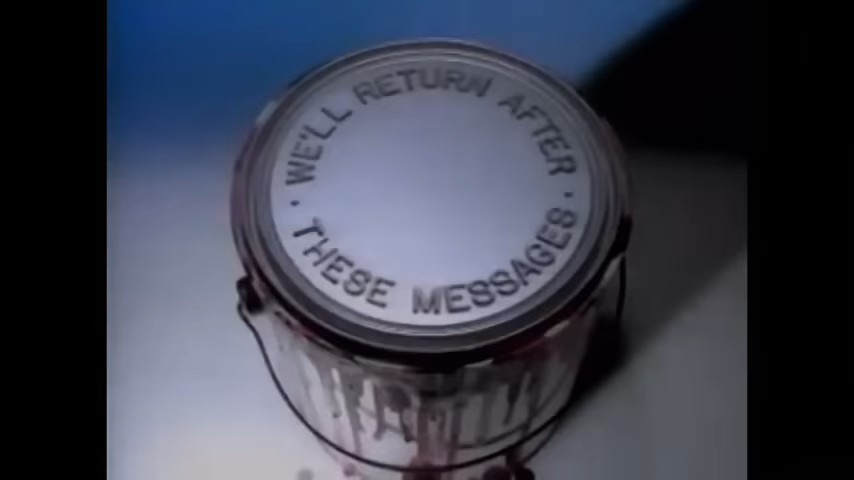 · WE'LL RETURN AFTER ·
THESE MESSAGES